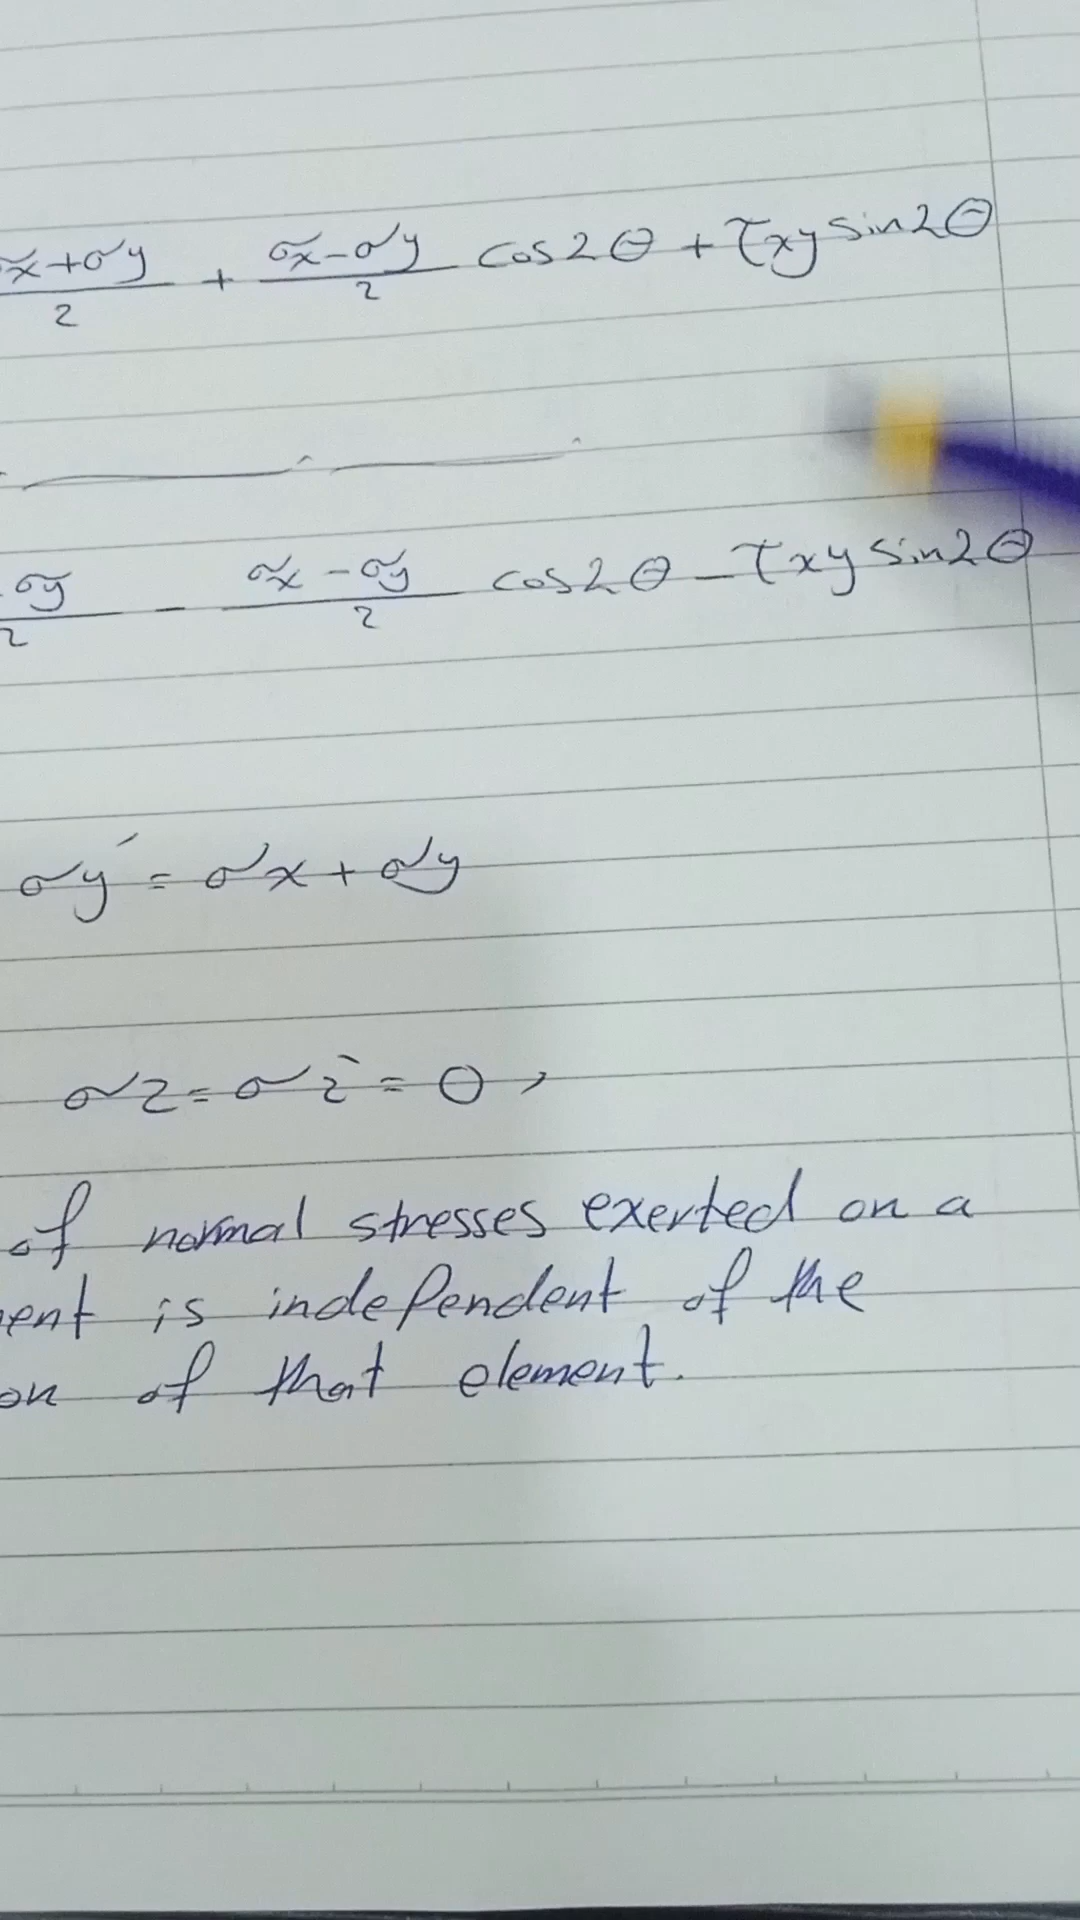 σx+σy/2 + σx-σy/2 cos2θ + τxy sin2θ
σy/2 - σx-σy/2 cos2θ - τxy sin2θ
σy' = σx + σy
σz = σz' = 0,
of normal stresses exerted on a
ent is independent of the
on of that element.